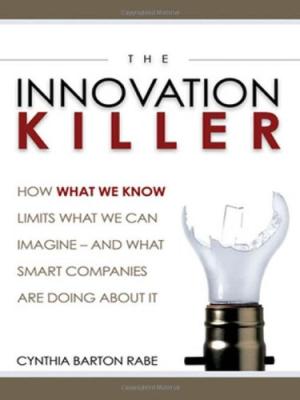 THE
INNOVATION
KILLER
HOW WHAT WE KNOW
LIMITS WHAT WE CAN
IMAGINE – AND WHAT
SMART COMPANIES
ARE DOING ABOUT IT
CYNTHIA BARTON RABE